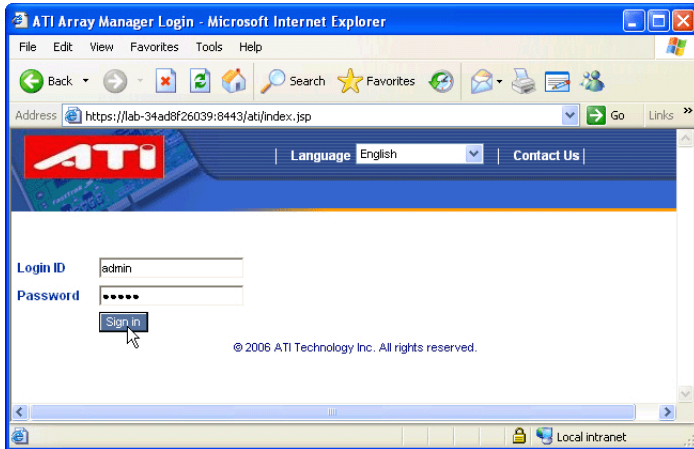 ATI Array Manager Login - Microsoft Internet Explorer
File Edit View Favorites Tools Help
Back Search Favorites
Address https://lab-34ad8f26039:8443/ati/index.jsp Go Links »
ATI | Language English | Contact Us |
Login ID admin
Password •••••
Sign in
© 2006 ATI Technology Inc. All rights reserved.
Local intranet